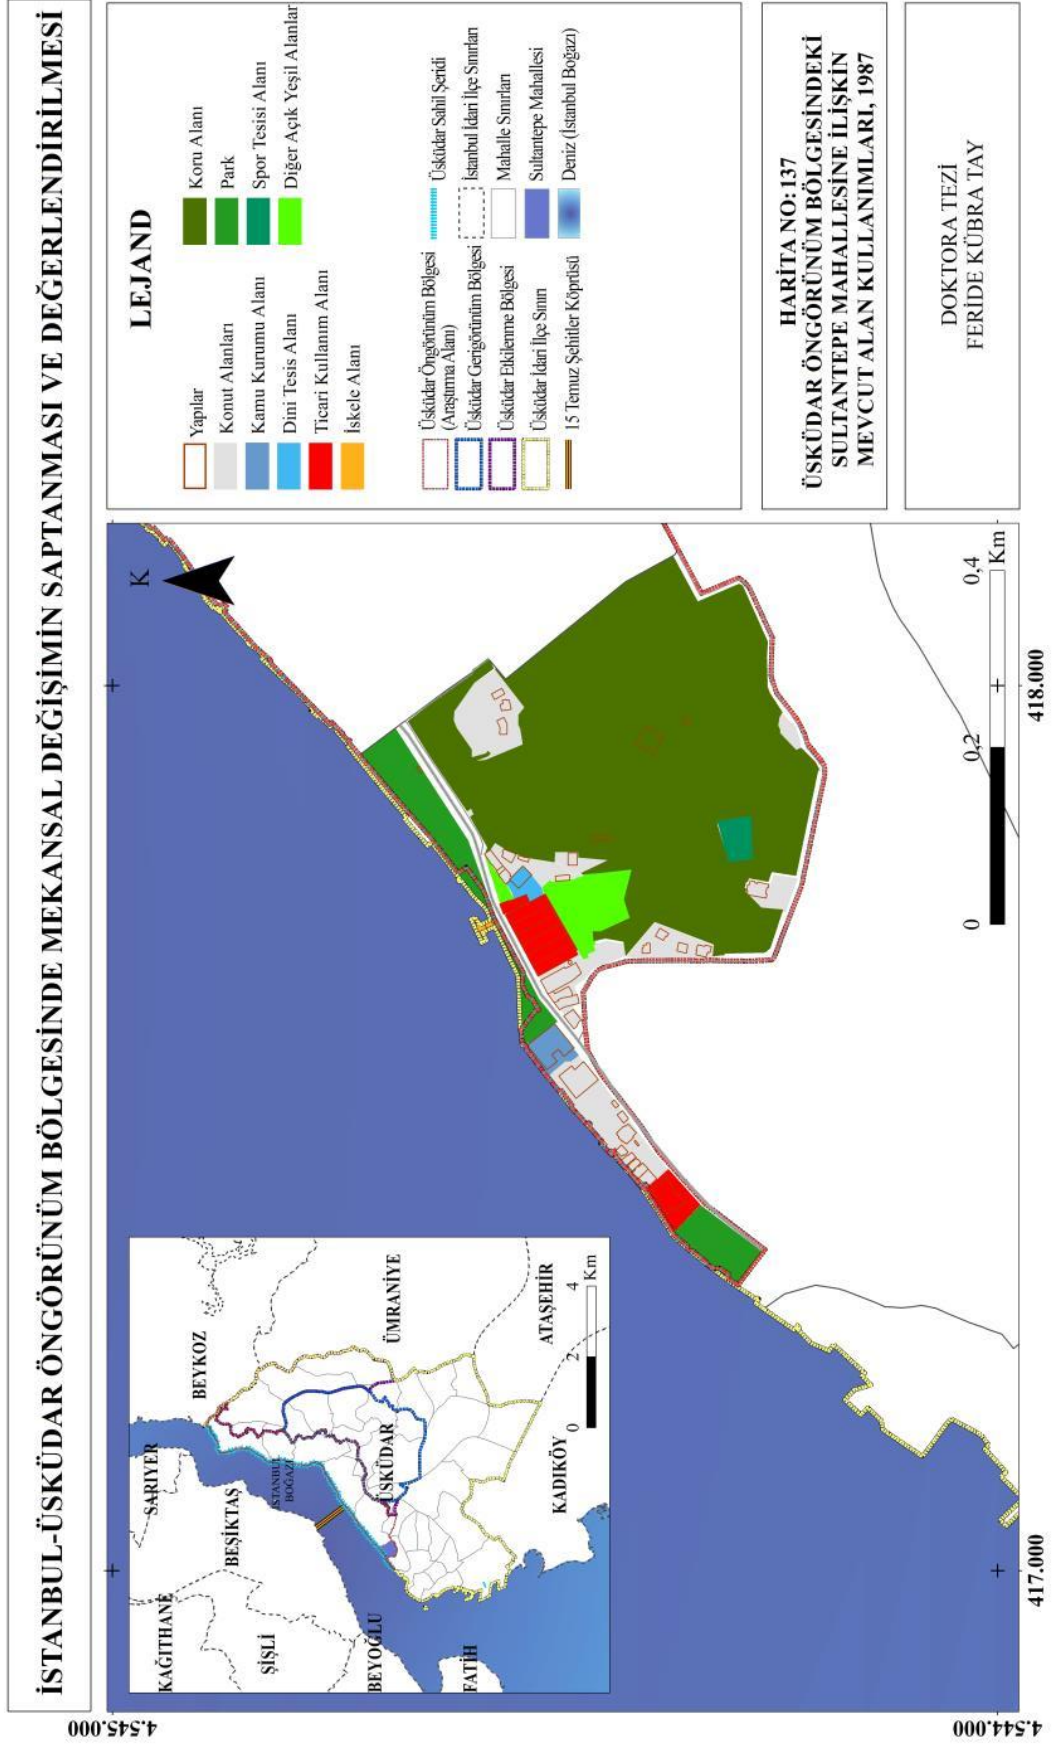 İSTANBUL-ÜSKÜDAR ÖNGÖRÜNÜM BÖLGESİNDE MEKANSAL DEĞİŞİMİN SAPTANMASI VE DEĞERLENDİRİLMESİ
4.545.000
4.544.000
417.000
418.000
K
0
0,2
0,4
Km
KAĞITHANE
SARIYER
BEYKOZ
ŞİŞLİ
BEŞİKTAŞ
İSTANBUL
BOĞAZI
BEYOĞLU
ÜSKÜDAR
ÜMRANİYE
FATİH
KADIKÖY
ATAŞEHİR
0
2
4
Km
LEJAND
Yapılar
Konut Alanları
Kamu Kurumu Alanı
Dini Tesis Alanı
Ticari Kullanım Alanı
İskele Alanı
Koru Alanı
Park
Spor Tesisi Alanı
Diğer Açık Yeşil Alanlar
Üsküdar Öngörünüm Bölgesi
(Araştırma Alanı)
Üsküdar Gerigörünüm Bölgesi
Üsküdar Etkilenme Bölgesi
Üsküdar İdari İlçe Sınırı
15 Temuz Şehitler Köprüsü
Üsküdar Sahil Şeridi
İstanbul İdari İlçe Sınırları
Mahalle Sınırları
Sultantepe Mahallesi
Deniz (İstanbul Boğazı)
HARİTA NO: 137
ÜSKÜDAR ÖNGÖRÜNÜM BÖLGESİNDEKİ
SULTANTEPE MAHALLESİNE İLİŞKİN
MEVCUT ALAN KULLANIMLARI, 1987
DOKTORA TEZİ
FERİDE KÜBRA TAY